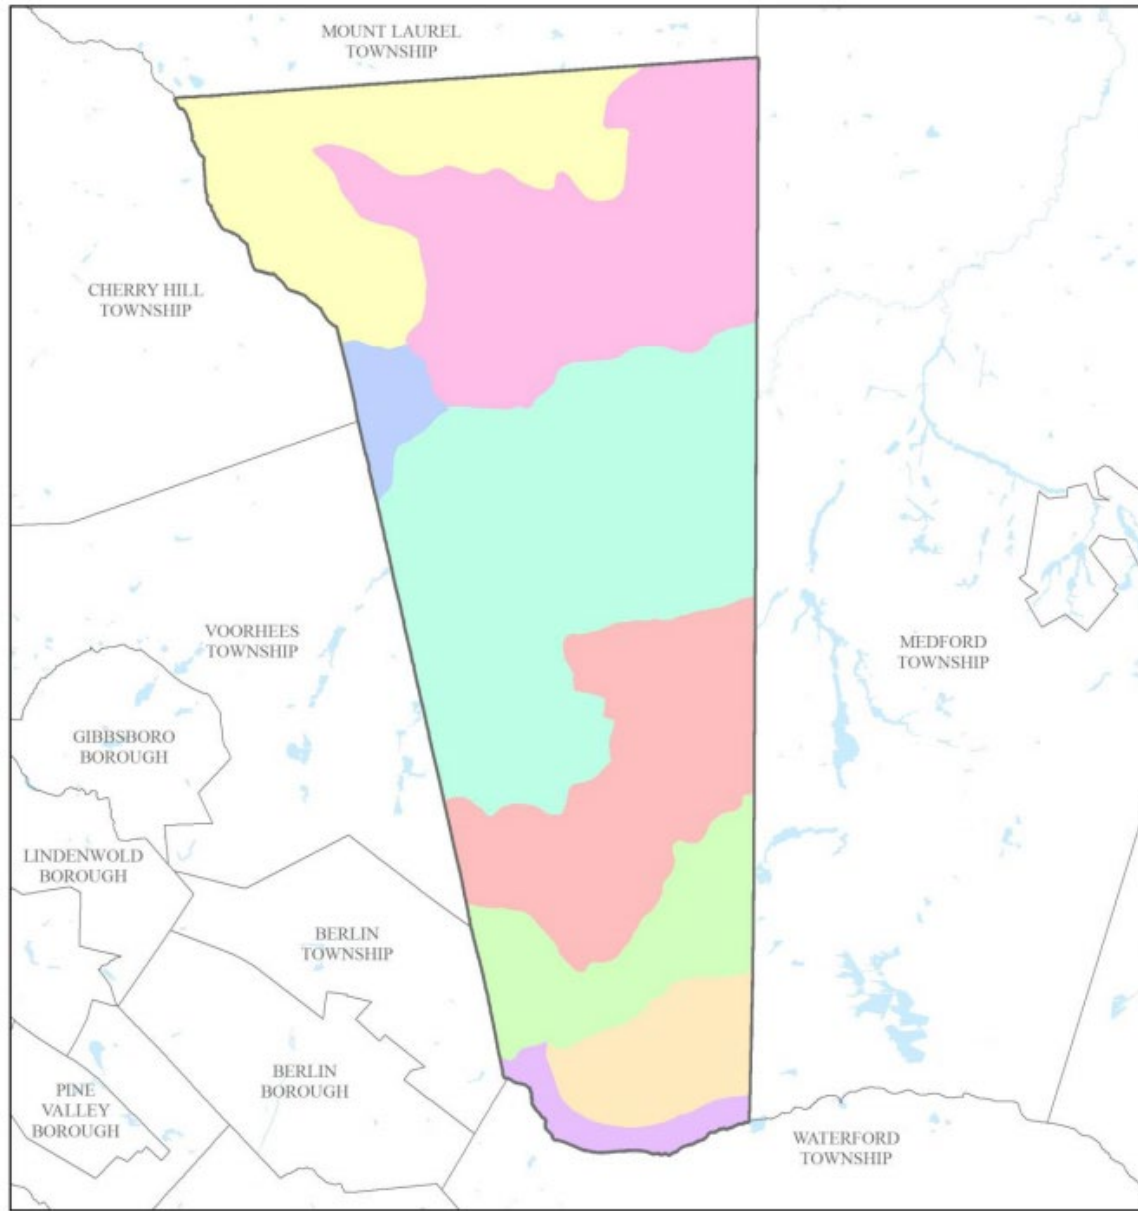 MOUNT LAUREL
TOWNSHIP
CHERRY HILL
TOWNSHIP
VOORHEES
TOWNSHIP
MEDFORD
TOWNSHIP
GIBBSBORO
BOROUGH
LINDENWOLD
BOROUGH
BERLIN
TOWNSHIP
BERLIN
BOROUGH
PINE
VALLEY
BOROUGH
WATERFORD
TOWNSHIP